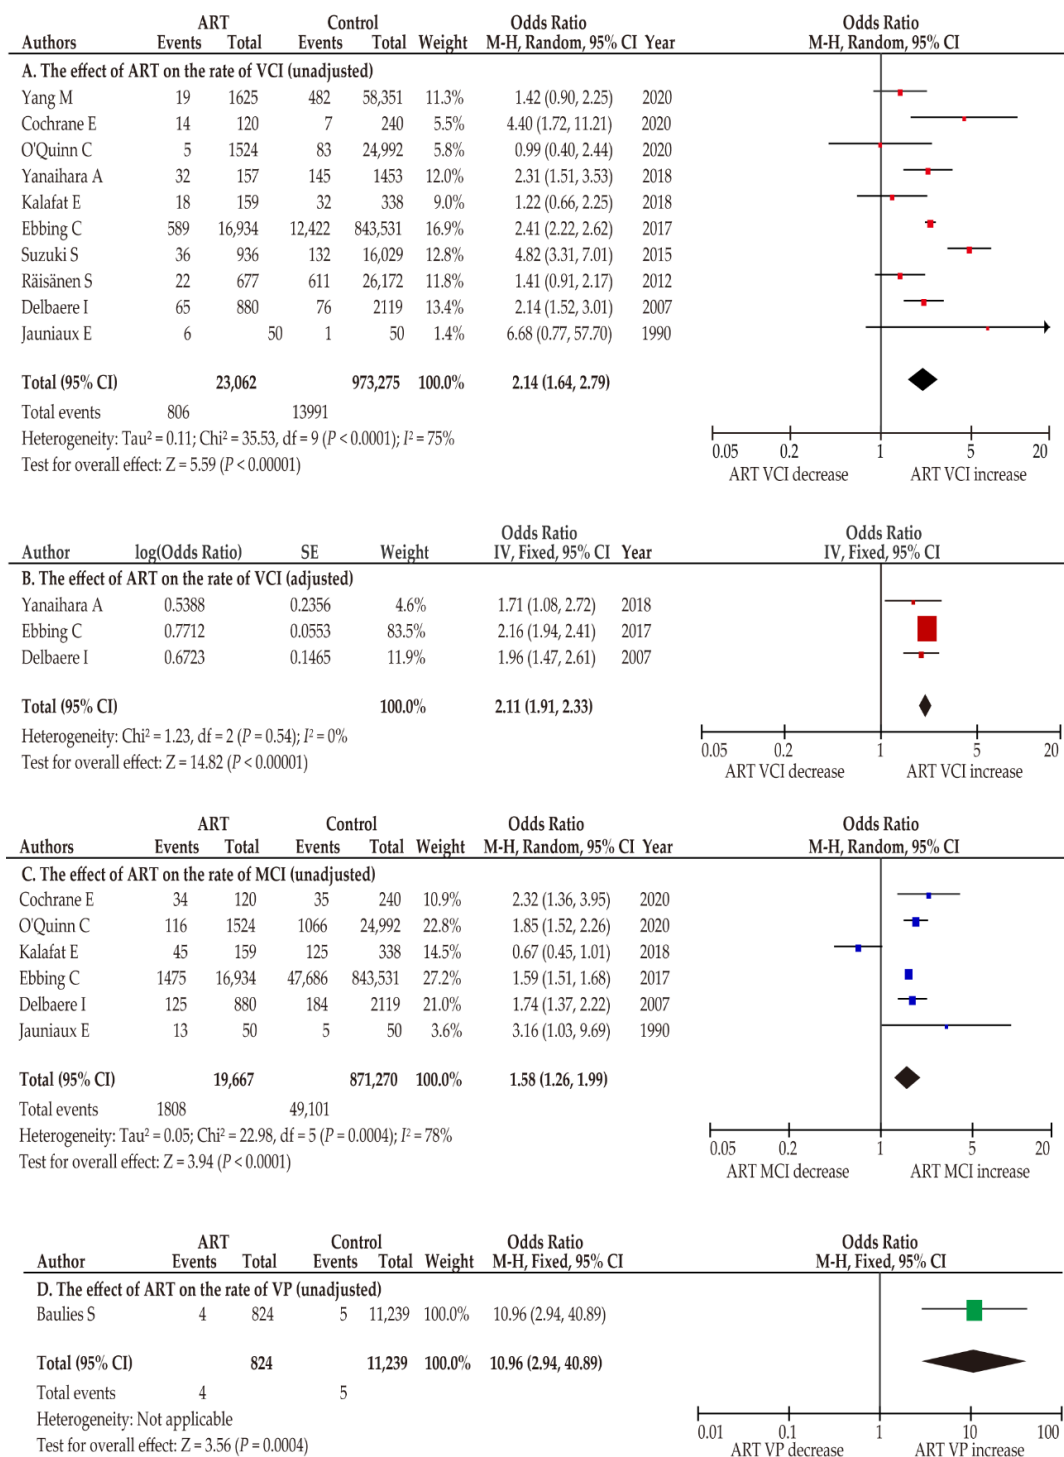 ART Control Odds Ratio Odds Ratio
Authors Events Total Events Total Weight M-H, Random, 95% CI Year M-H, Random, 95% CI
A. The effect of ART on the rate of VCI (unadjusted)
Yang M 19 1625 482 58,351 11.3% 1.42 (0.90, 2.25) 2020
Cochrane E 14 120 7 240 5.5% 4.40 (1.72, 11.21) 2020
O'Quinn C 5 1524 83 24,992 5.8% 0.99 (0.40, 2.44) 2020
Yanaihara A 32 157 145 1453 12.0% 2.31 (1.51, 3.53) 2018
Kalafat E 18 159 32 338 9.0% 1.22 (0.66, 2.25) 2018
Ebbing C 589 16,934 12,422 843,531 16.9% 2.41 (2.22, 2.62) 2017
Suzuki S 36 936 132 16,029 12.8% 4.82 (3.31, 7.01) 2015
Räisänen S 22 677 611 26,172 11.8% 1.41 (0.91, 2.17) 2012
Delbaere I 65 880 76 2119 13.4% 2.14 (1.52, 3.01) 2007
Jauniaux E 6 50 1 50 1.4% 6.68 (0.77, 57.70) 1990
Total (95% CI) 23,062 973,275 100.0% 2.14 (1.64, 2.79)
Total events 806 13991
Heterogeneity: Tau² = 0.11; Chi² = 35.53, df = 9 (P < 0.0001); I² = 75%
Test for overall effect: Z = 5.59 (P < 0.00001)
0.05 0.2 1 5 20
ART VCI decrease ART VCI increase
Odds Ratio Odds Ratio
Author log(Odds Ratio) SE Weight IV, Fixed, 95% CI Year IV, Fixed, 95% CI
B. The effect of ART on the rate of VCI (adjusted)
Yanaihara A 0.5388 0.2356 4.6% 1.71 (1.08, 2.72) 2018
Ebbing C 0.7712 0.0553 83.5% 2.16 (1.94, 2.41) 2017
Delbaere I 0.6723 0.1465 11.9% 1.96 (1.47, 2.61) 2007
Total (95% CI) 100.0% 2.11 (1.91, 2.33)
Heterogeneity: Chi² = 1.23, df = 2 (P = 0.54); I² = 0%
Test for overall effect: Z = 14.82 (P < 0.00001)
0.05 0.2 1 5 20
ART VCI decrease ART VCI increase
ART Control Odds Ratio Odds Ratio
Authors Events Total Events Total Weight M-H, Random, 95% CI Year M-H, Random, 95% CI
C. The effect of ART on the rate of MCI (unadjusted)
Cochrane E 34 120 35 240 10.9% 2.32 (1.36, 3.95) 2020
O'Quinn C 116 1524 1066 24,992 22.8% 1.85 (1.52, 2.26) 2020
Kalafat E 45 159 125 338 14.5% 0.67 (0.45, 1.01) 2018
Ebbing C 1475 16,934 47,686 843,531 27.2% 1.59 (1.51, 1.68) 2017
Delbaere I 125 880 184 2119 21.0% 1.74 (1.37, 2.22) 2007
Jauniaux E 13 50 5 50 3.6% 3.16 (1.03, 9.69) 1990
Total (95% CI) 19,667 871,270 100.0% 1.58 (1.26, 1.99)
Total events 1808 49,101
Heterogeneity: Tau² = 0.05; Chi² = 22.98, df = 5 (P = 0.0004); I² = 78%
Test for overall effect: Z = 3.94 (P < 0.0001)
0.05 0.2 1 5 20
ART MCI decrease ART MCI increase
ART Control Odds Ratio Odds Ratio
Author Events Total Events Total Weight M-H, Fixed, 95% CI M-H, Fixed, 95% CI
D. The effect of ART on the rate of VP (unadjusted)
Baulies S 4 824 5 11,239 100.0% 10.96 (2.94, 40.89)
Total (95% CI) 824 11,239 100.0% 10.96 (2.94, 40.89)
Total events 4 5
Heterogeneity: Not applicable
Test for overall effect: Z = 3.56 (P = 0.0004)
0.01 0.1 1 10 100
ART VP decrease ART VP increase